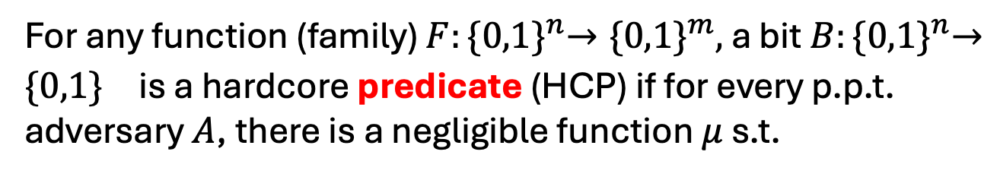 For any function (family) F: {0,1}ⁿ→ {0,1}ᵐ, a bit B: {0,1}ⁿ→
{0,1} is a hardcore predicate (HCP) if for every p.p.t.
adversary A, there is a negligible function μ s.t.